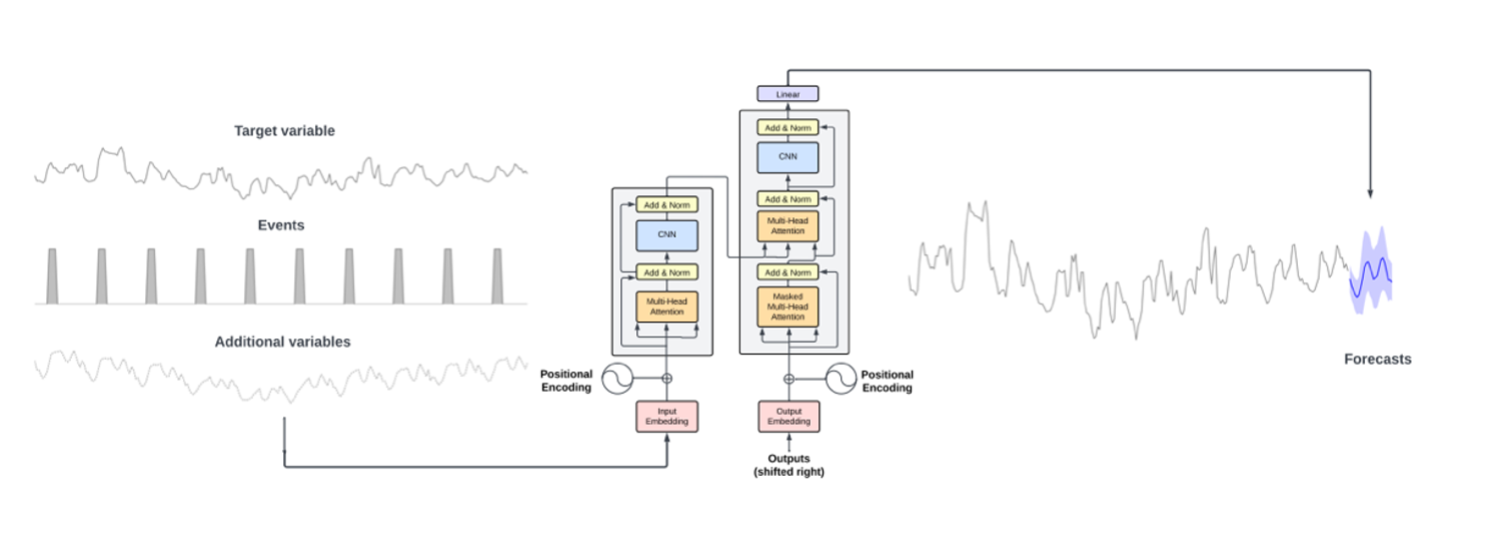 Target variable
Events
Additional variables
Positional
Encoding
Add & Norm
CNN
Add & Norm
Multi-Head
Attention
Input
Embedding
Linear
Add & Norm
CNN
Add & Norm
Multi-Head
Attention
Add & Norm
Masked
Multi-Head
Attention
Positional
Encoding
Output
Embedding
Outputs
(shifted right)
Forecasts